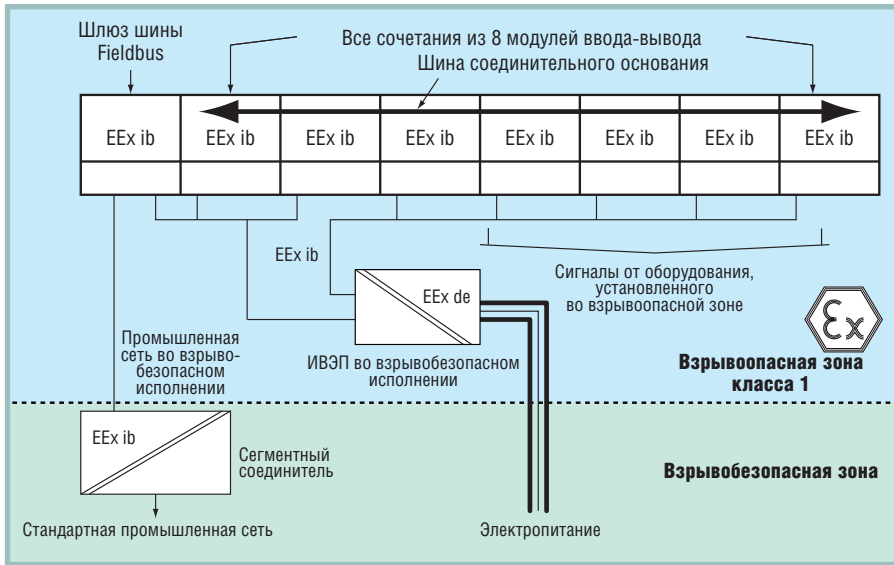 Шлюз шины
Fieldbus
Все сочетания из 8 модулей ввода-вывода
Шина соединительного основания
EEx ib
EEx ib
EEx ib
EEx ib
EEx ib
EEx ib
EEx ib
EEx ib
EEx ib
EEx de
Сигналы от оборудования,
установленного
во взрывоопасной зоне
Ex
Промышленная
сеть во взрыво-
безопасном
исполнении
ИВЭП во взрывобезопасном
исполнении
Взрывоопасная зона
класса 1
EEx ib
Сегментный
соединитель
Взрывобезопасная зона
Стандартная промышленная сеть
Электропитание